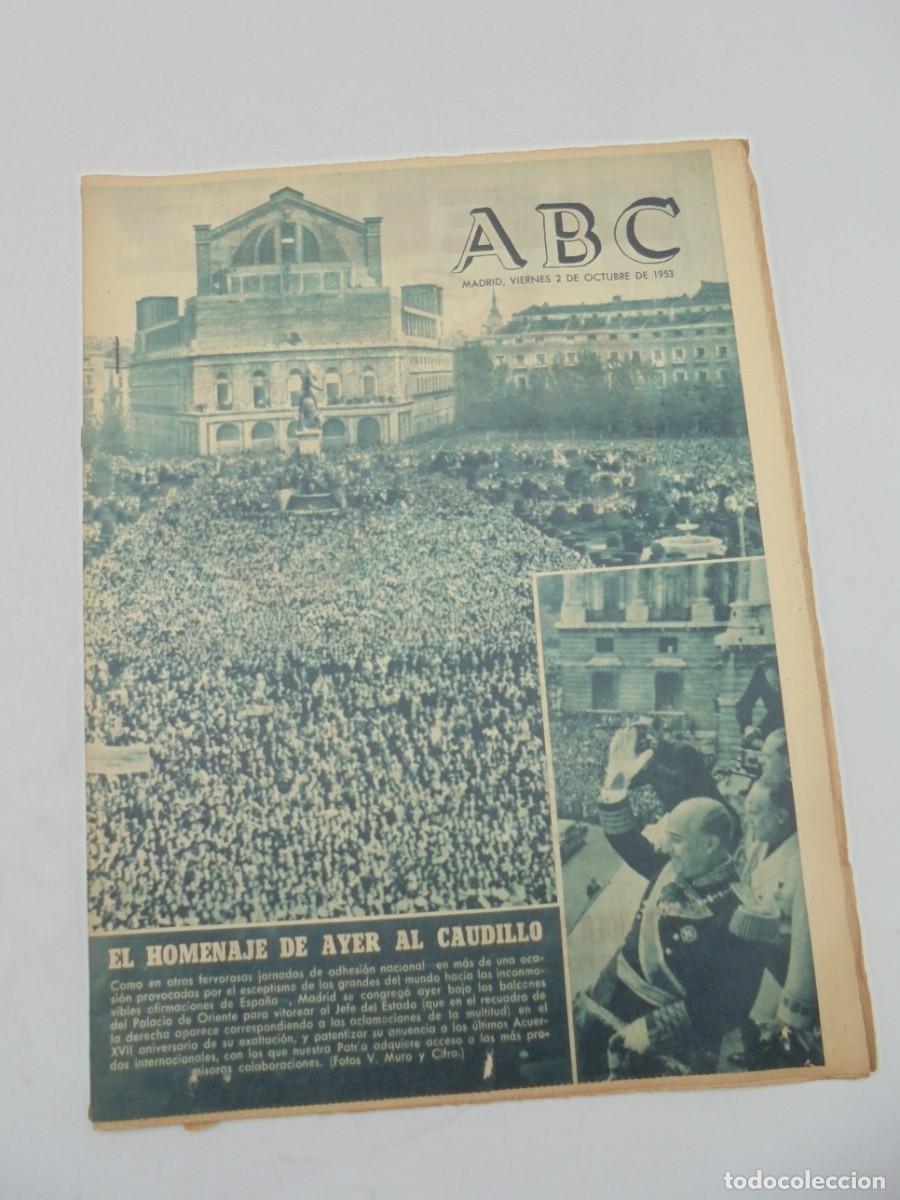 ABC
MADRID, VIERNES 2 DE OCTUBRE DE 1953
EL HOMENAJE DE AYER AL CAUDILLO
Como en otras fervorosas jornadas de adhesión nacional —en más de una oca-
sión provocadas por el escepticismo de los grandes del mundo hacia las inconmo-
vibles afirmaciones de España—, Madrid se congregó ayer bajo los balcones
del Palacio de Oriente para vitorear al Jefe del Estado (que en el recuadro de
la derecha aparece correspondiendo a las aclamaciones de la multitud) en el
XVII aniversario de su exaltación, y patentizar su anuencia a los últimos Acuer-
dos internacionales, con los que nuestra Patria adquiere acceso a las más pro-
misoras colaboraciones. (Fotos V. Muro y Cifra.)
todocoleccion